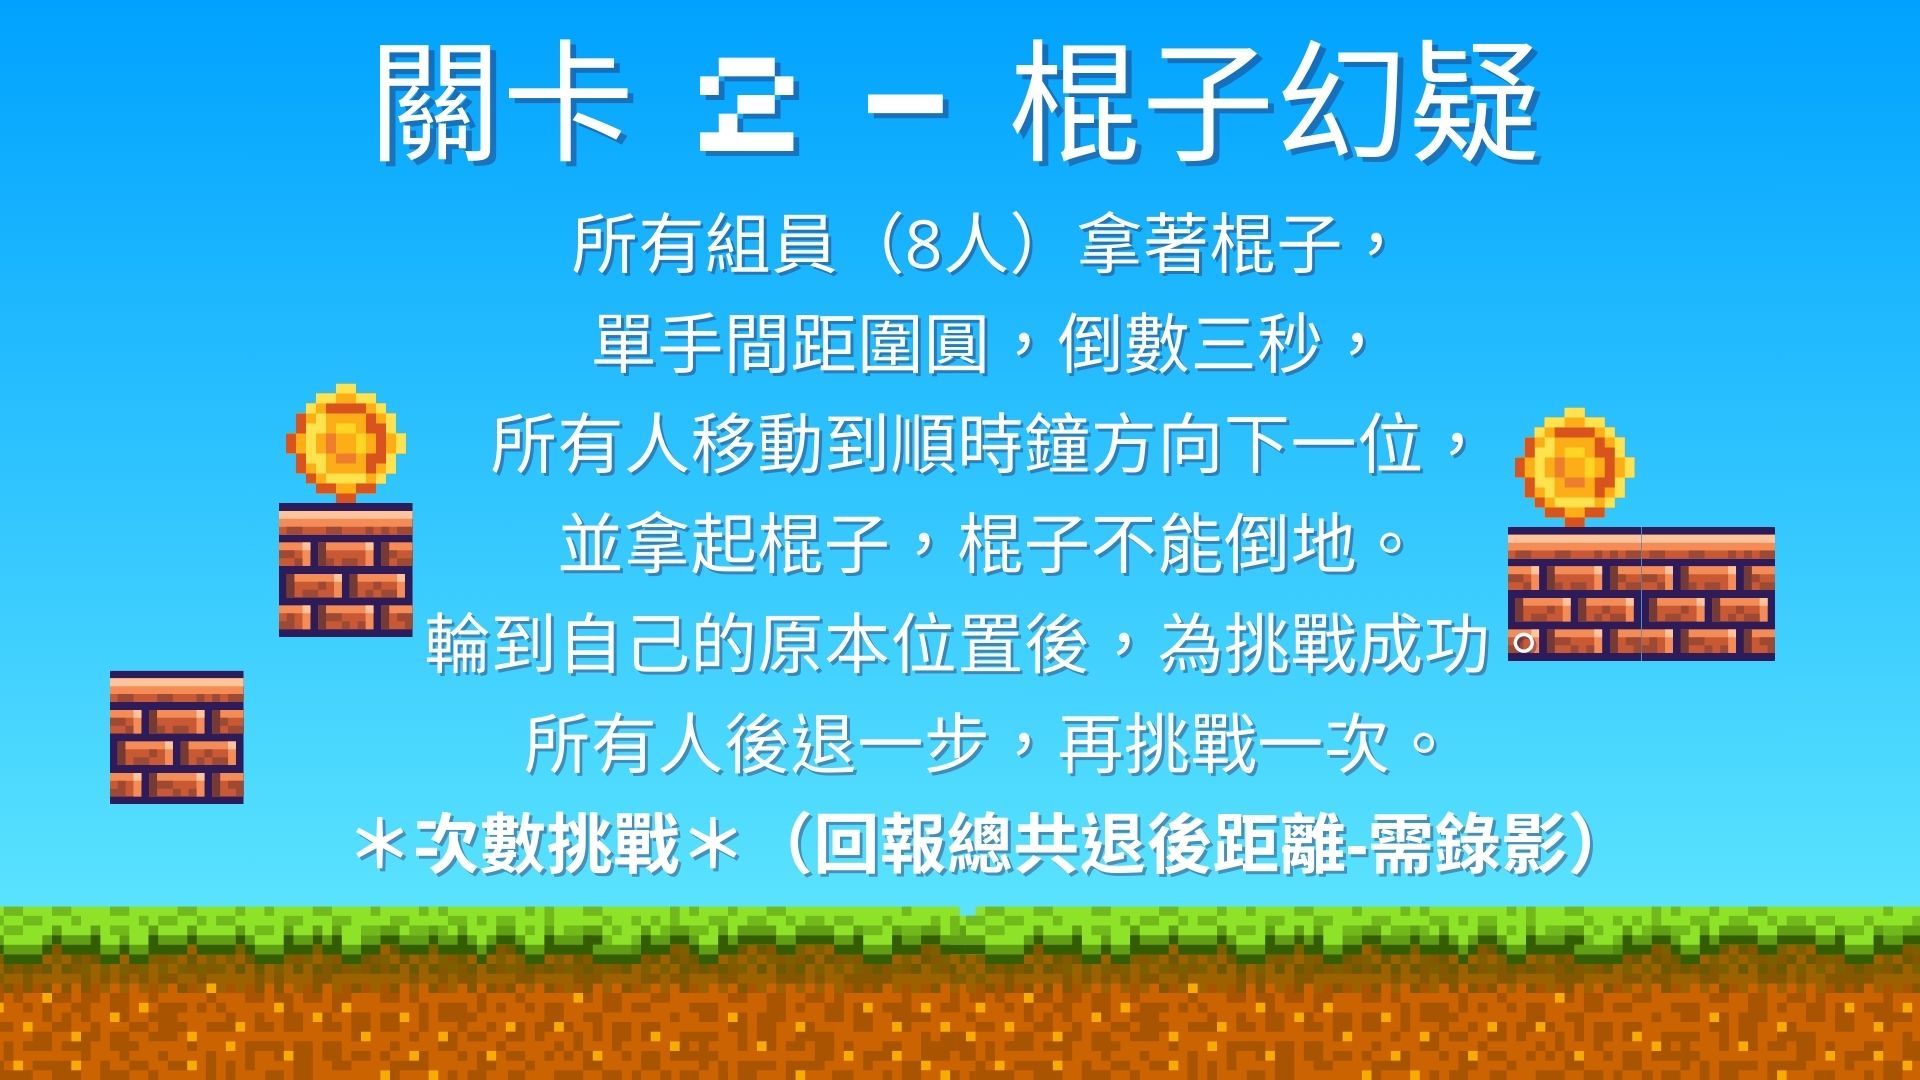 關卡 2 - 棍子幻疑
所有組員（8人）拿著棍子，
單手間距圍圓，倒數三秒，
所有人移動到順時鐘方向下一位，
並拿起棍子，棍子不能倒地。
輪到自己的原本位置後，為挑戰成功。
所有人後退一步，再挑戰一次。
＊次數挑戰＊（回報總共退後距離-需錄影）